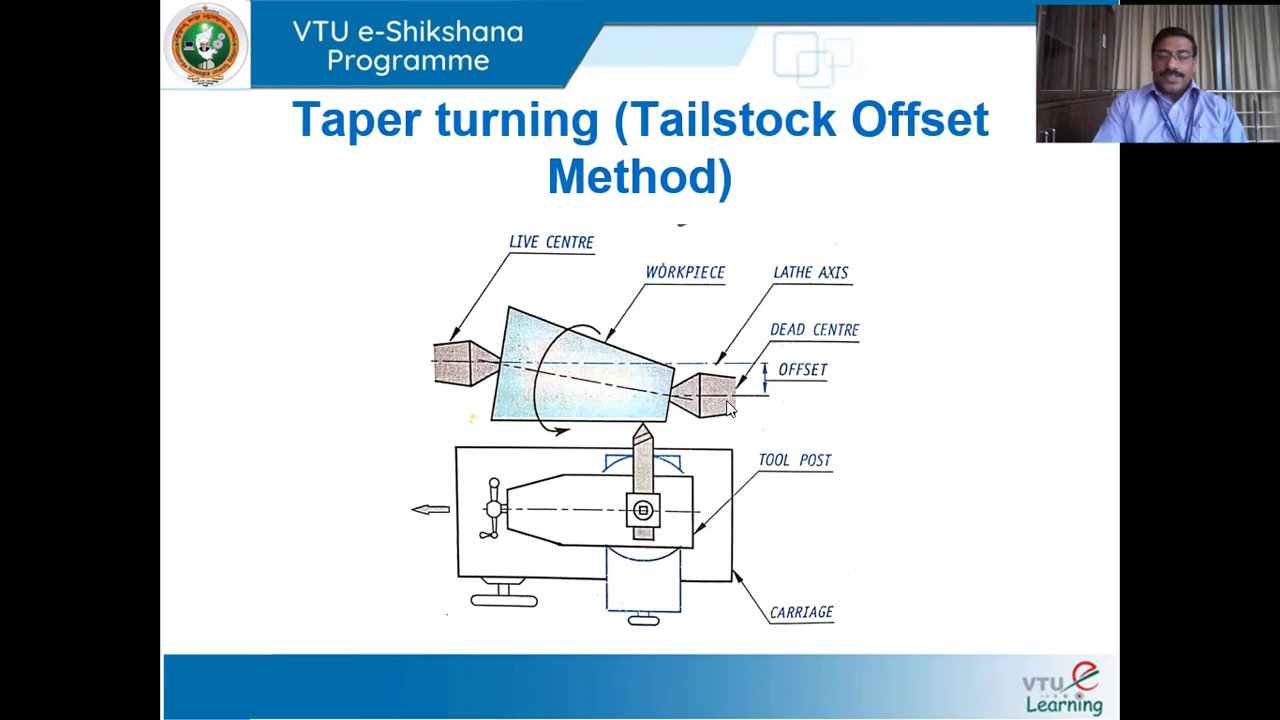 VTU e-Shikshana
Programme
Taper turning (Tailstock Offset
Method)
LIVE CENTRE
WORKPIECE
LATHE AXIS
DEAD CENTRE
OFFSET
TOOL POST
CARRIAGE
VTU e
Learning